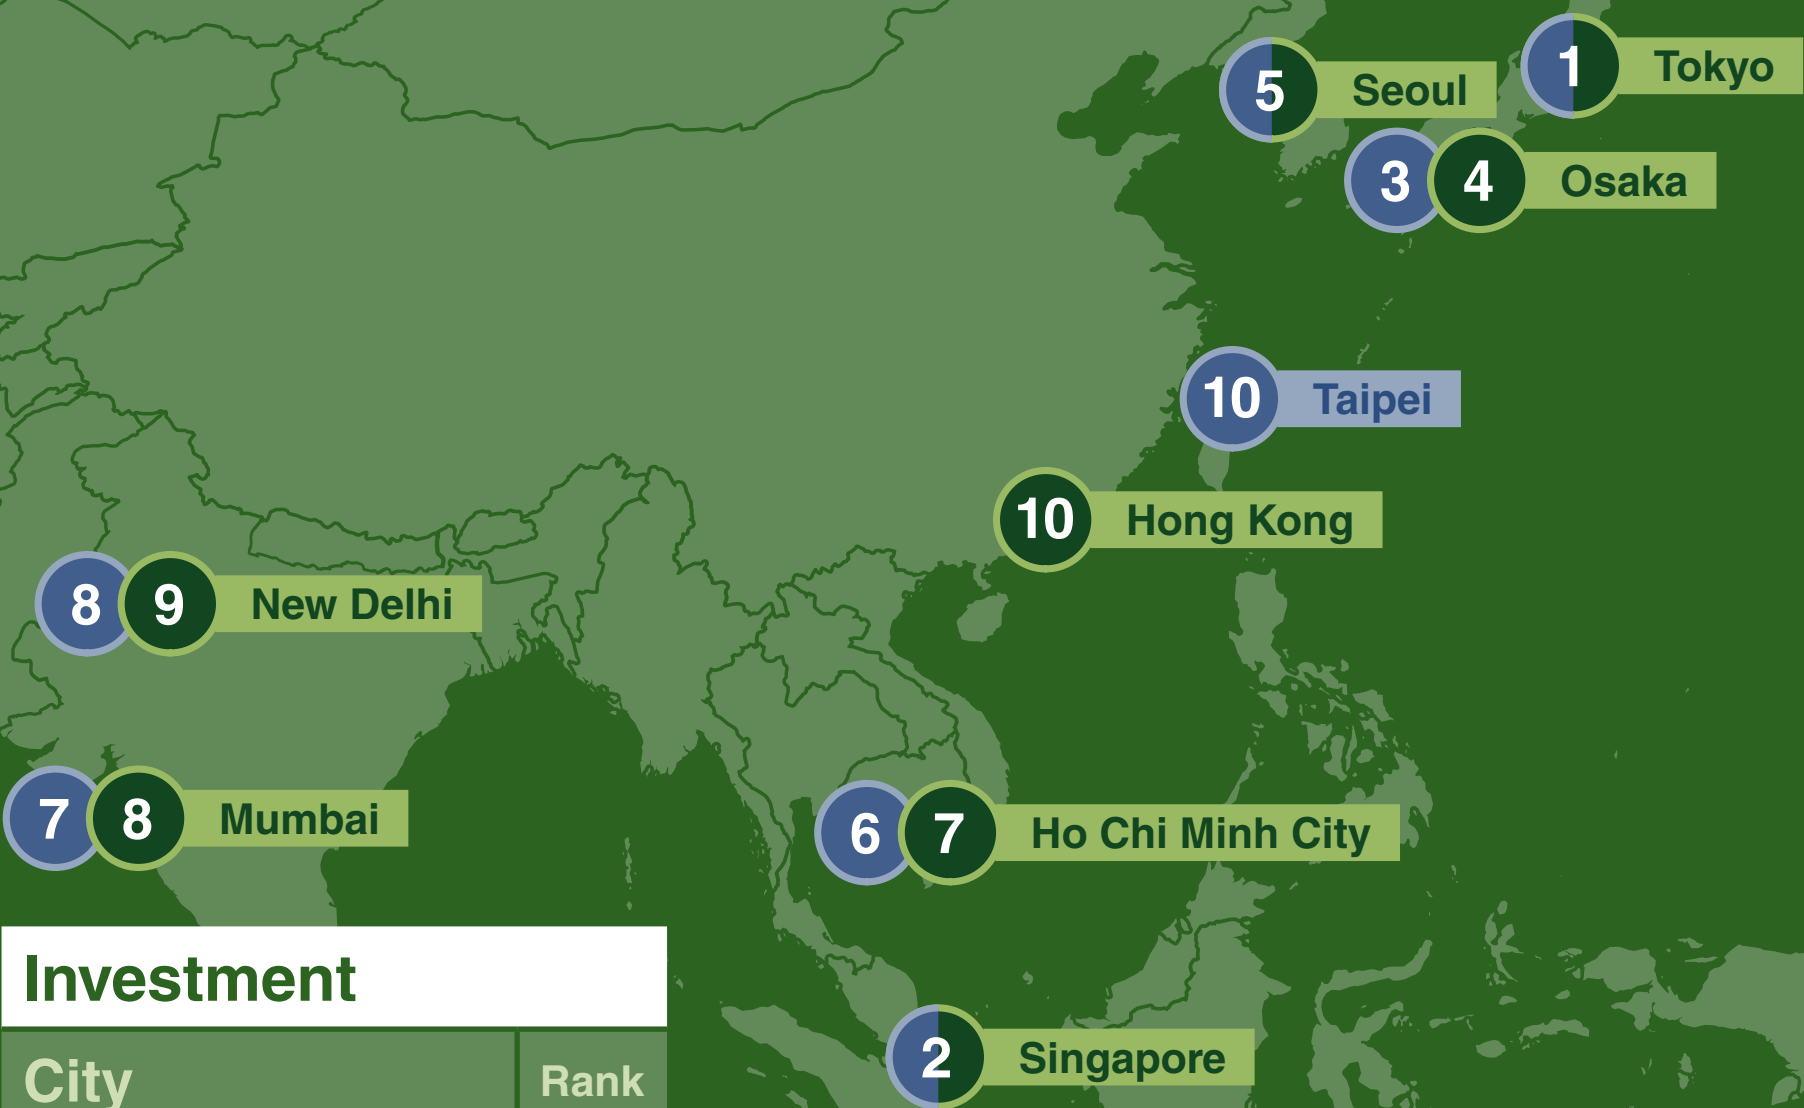 1 Tokyo
5 Seoul
3 4 Osaka
10 Taipei
10 Hong Kong
8 9 New Delhi
7 8 Mumbai
6 7 Ho Chi Minh City
2 Singapore
Investment
City Rank